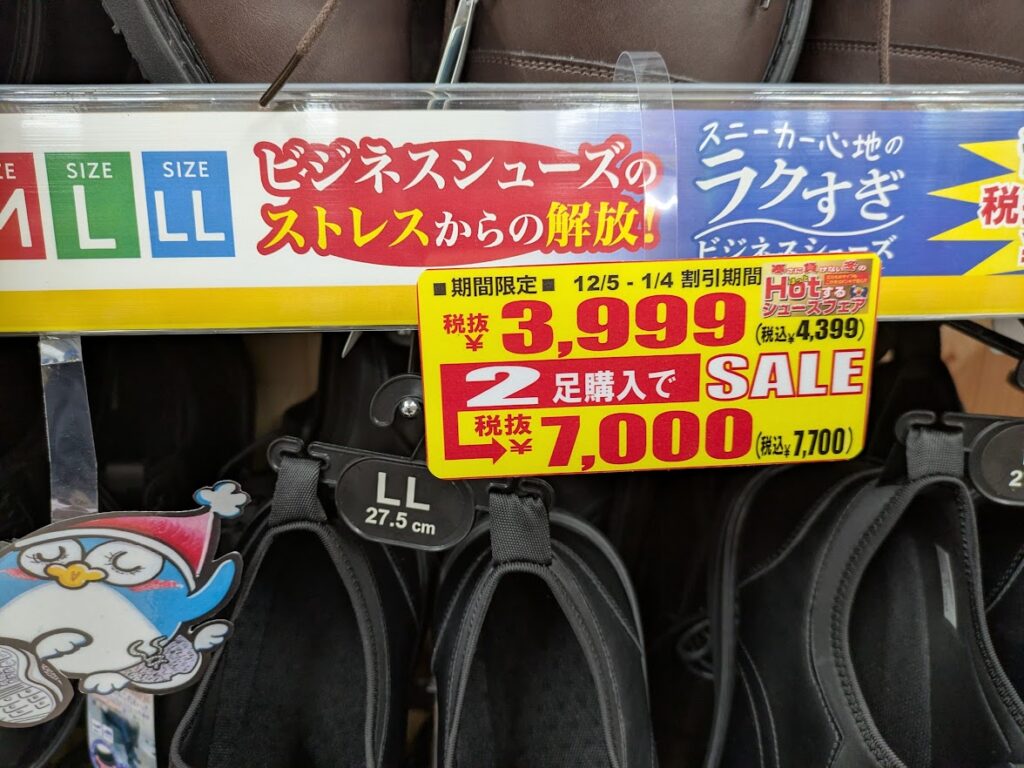 SIZE
L
SIZE
LL
ビジネスシューズの
ストレスからの解放!
スニーカー心地の
ラクすぎ
ビジネスシューズ
税
■期間限定■ 12/5 - 1/4 割引期間
Hotする
シューズフェア
税抜¥3,999(税込¥4,399)
2足購入で SALE
税抜¥7,000(税込¥7,700)
LL
27.5 cm
2